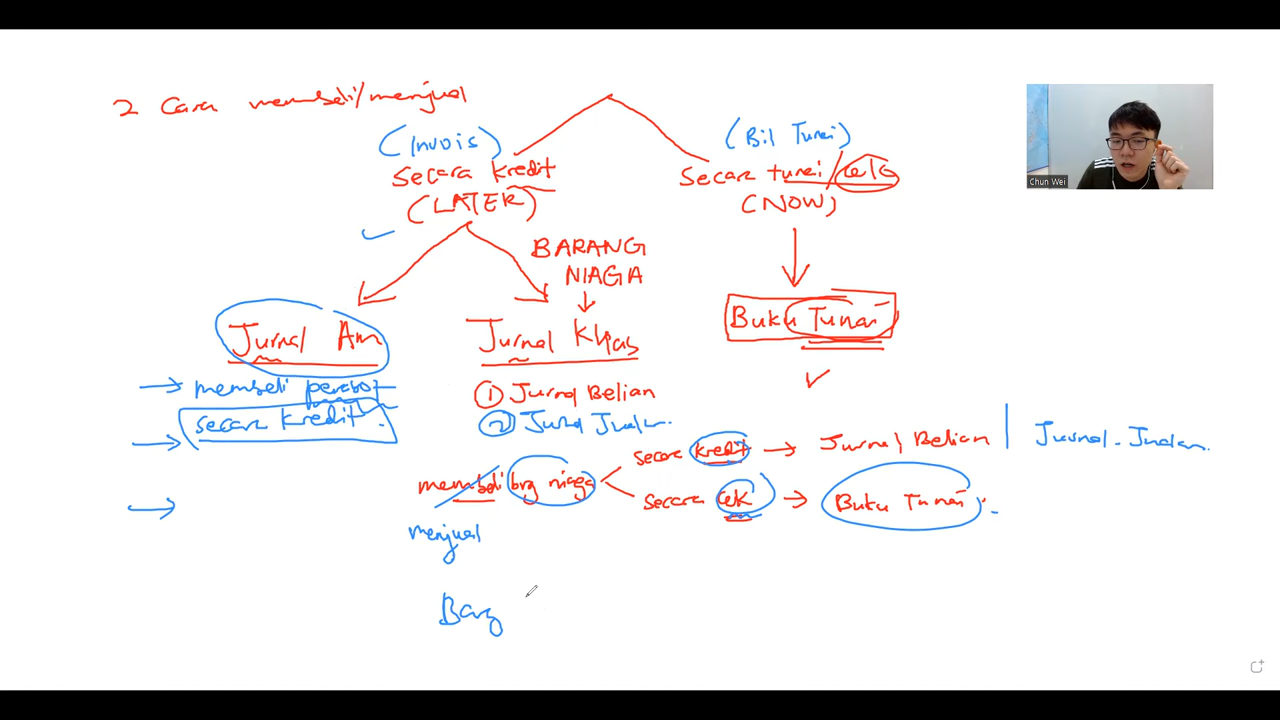 2 Cara membeli/menjual
(Invois)
Secara kredit
(LATER)
(Bil Tunai)
Secara tunai/cek
(NOW)
BARANG
NIAGA
Jurnal Am
→ membeli perabot
secara kredit.
→
→
Jurnal Khas
① Jurnal Belian
② Jurnal Jualan.
Buku Tunai
✓
membeli brg niaga
menjual
secara kredit → Jurnal Belian | Jurnal Jualan.
secara cek → Buku Tunai.
Barg
Chun Wei